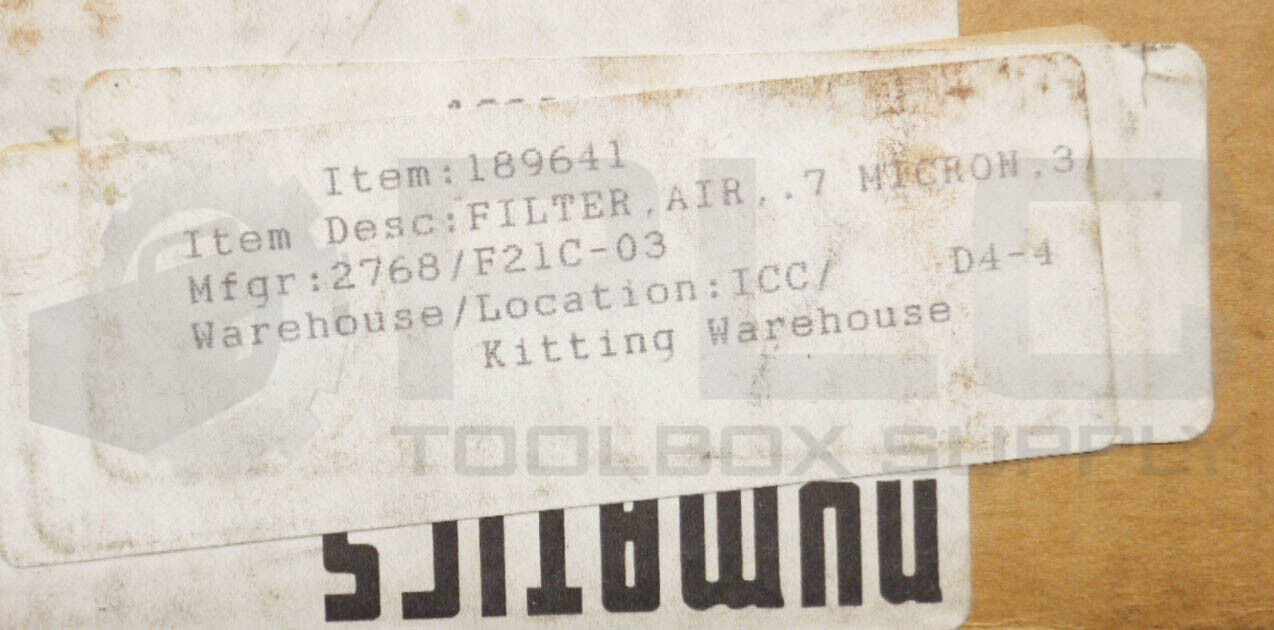 Item:189641
Item Desc:FILTER,AIR,.7 MICRON,3
Mfgr:2768/F21C-03
Warehouse/Location:ICC/ D4-4
Kitting Warehouse
PLC
TOOLBOX SUPPLY
NUMATICS